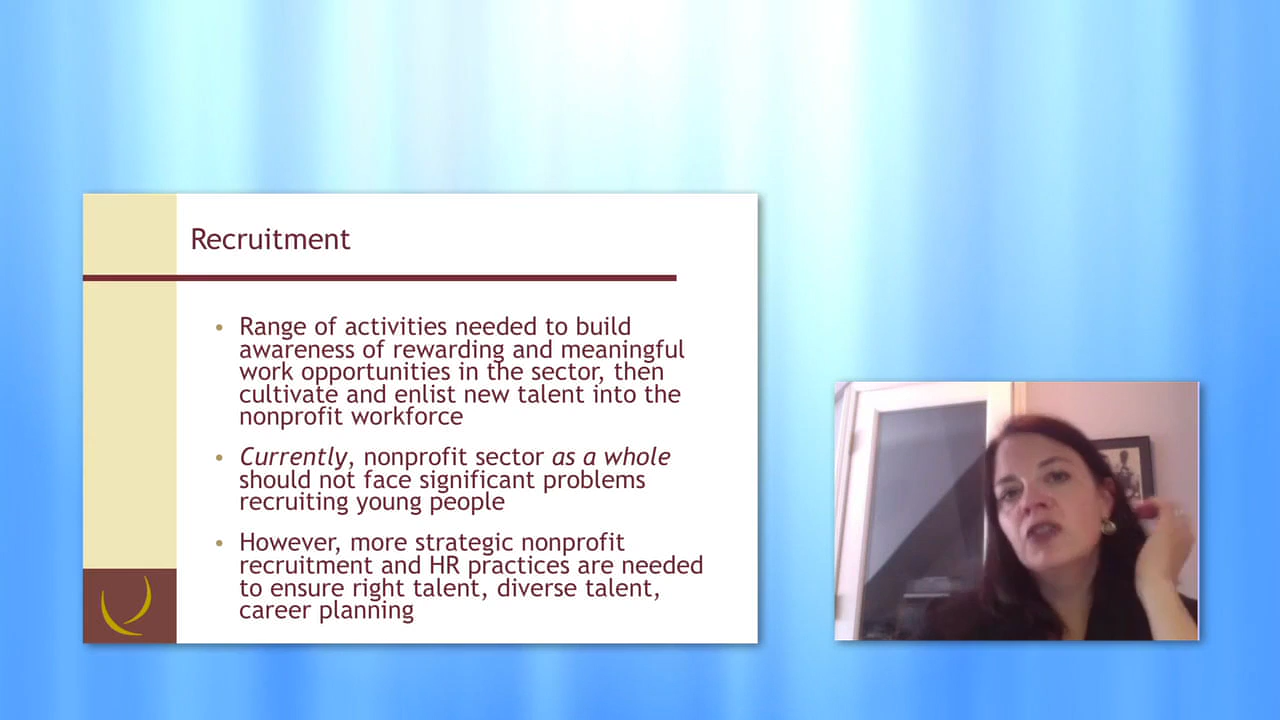 Recruitment
• Range of activities needed to build
awareness of rewarding and meaningful
work opportunities in the sector, then
cultivate and enlist new talent into the
nonprofit workforce
• Currently, nonprofit sector as a whole
should not face significant problems
recruiting young people
• However, more strategic nonprofit
recruitment and HR practices are needed
to ensure right talent, diverse talent,
career planning